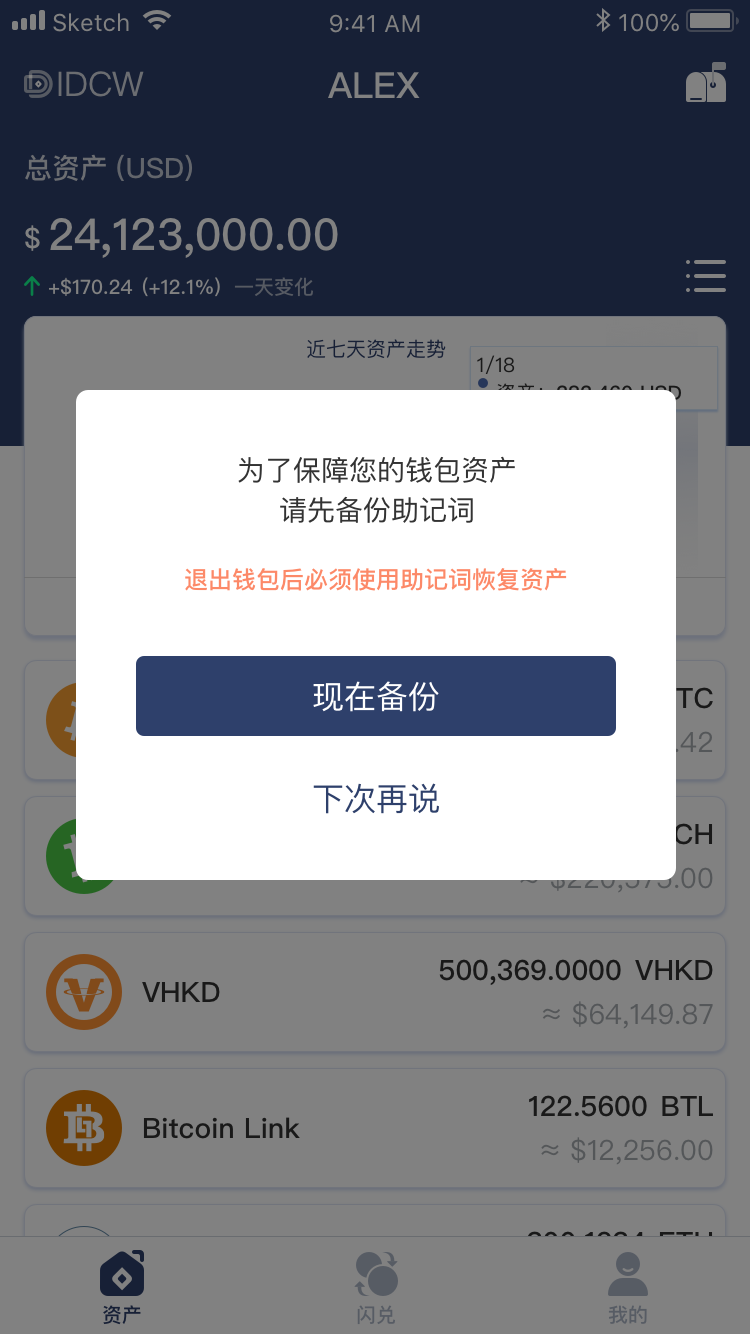 Sketch 9:41 AM 100%
IDCW ALEX
总资产 (USD)
$ 24,123,000.00
+$170.24 (+12.1%) 一天变化
近七天资产走势
1/18
为了保障您的钱包资产
请先备份助记词
退出钱包后必须使用助记词恢复资产
现在备份
下次再说
TC
.42
CH
VHKD 500,369.0000 VHKD
≈ $64,149.87
Bitcoin Link 122.5600 BTL
≈ $12,256.00
资产 闪兑 我的